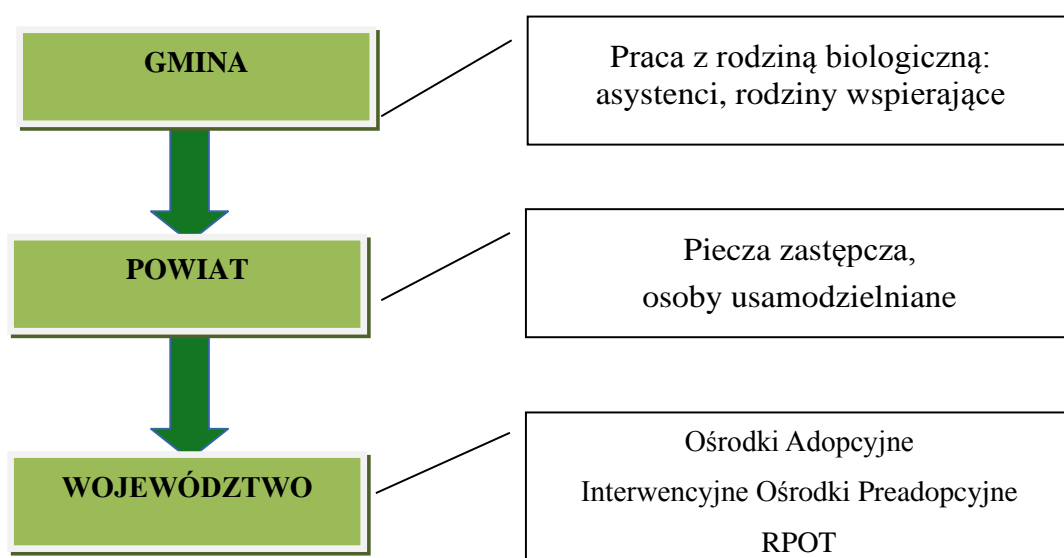 GMINA
Praca z rodziną biologiczną:
asystenci, rodziny wspierające
POWIAT
Piecza zastępcza,
osoby usamodzielniane
WOJEWÓDZTWO
Ośrodki Adopcyjne
Interwencyjne Ośrodki Preadopcyjne
RPOT